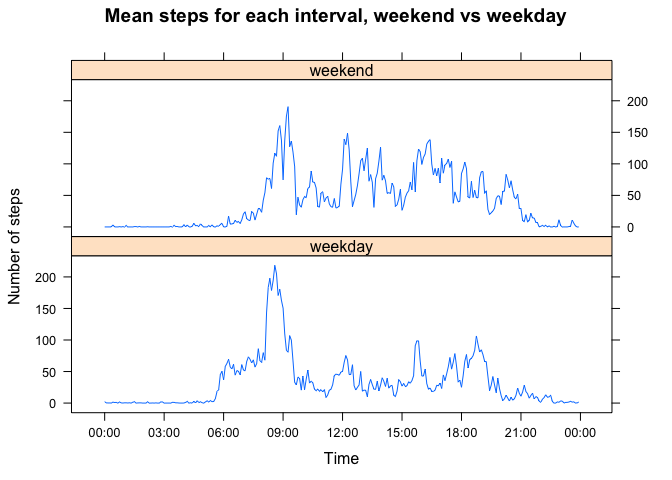 Mean steps for each interval, weekend vs weekday
weekend
200
150
100
50
0
Number of steps
weekday
200
150
100
50
0
00:00 03:00 06:00 09:00 12:00 15:00 18:00 21:00 00:00
Time